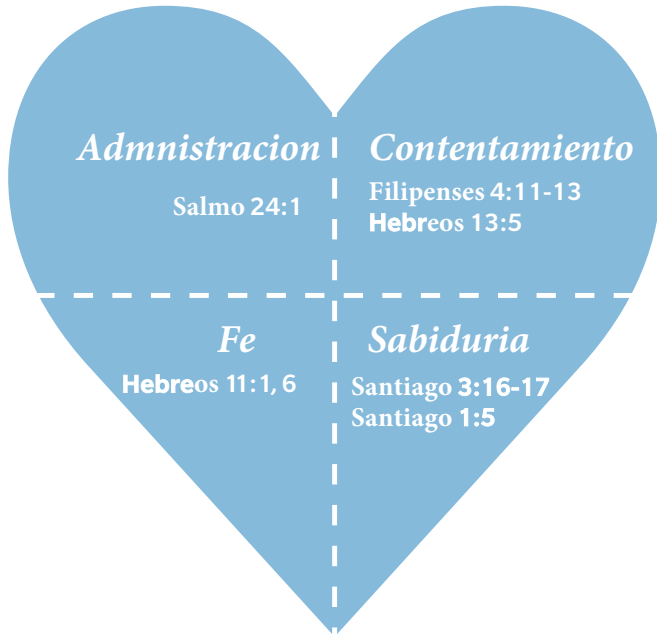 Admnistracion
Salmo 24:1
Contentamiento
Filipenses 4:11-13
Hebreos 13:5
Fe
Hebreos 11:1, 6
Sabiduria
Santiago 3:16-17
Santiago 1:5